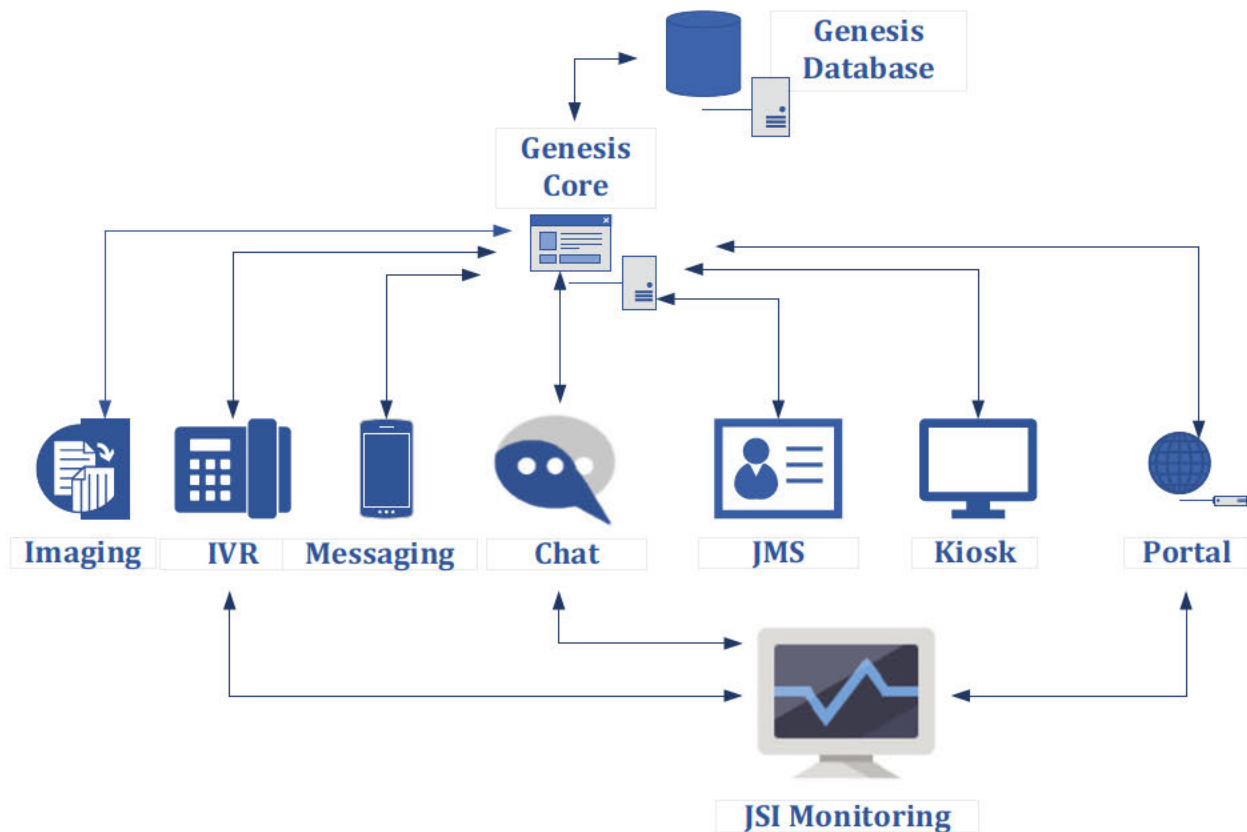 Genesis
Database
Genesis
Core
Imaging
IVR
Messaging
Chat
JMS
Kiosk
Portal
JSI Monitoring